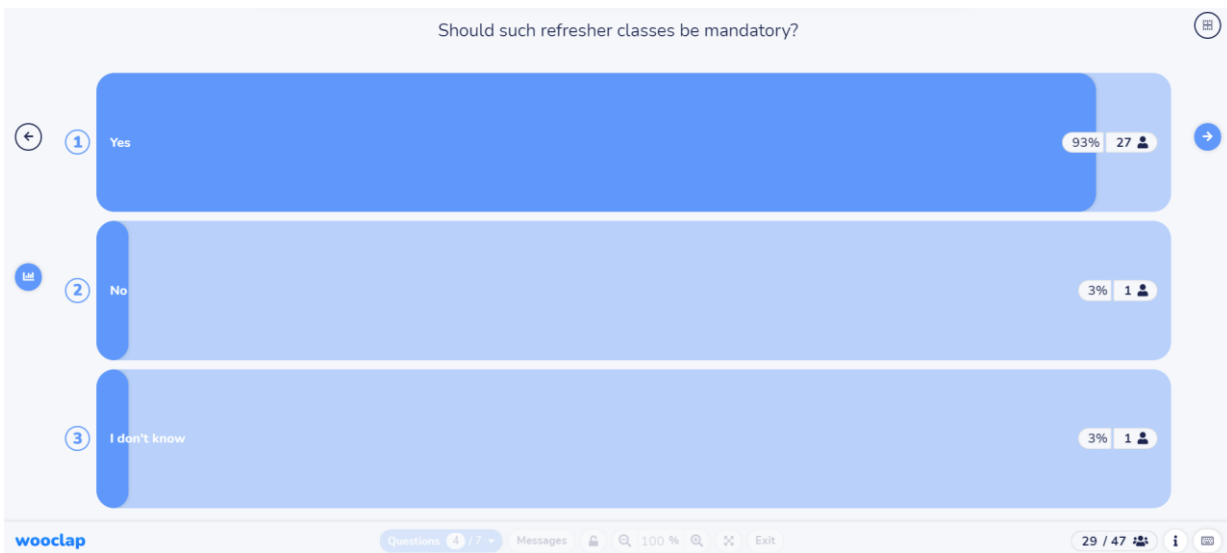 Should such refresher classes be mandatory?
1 Yes 93% 27
2 No 3% 1
3 I don't know 3% 1
wooclap Questions 4 / 7 Messages 100 % Exit 29 / 47 i